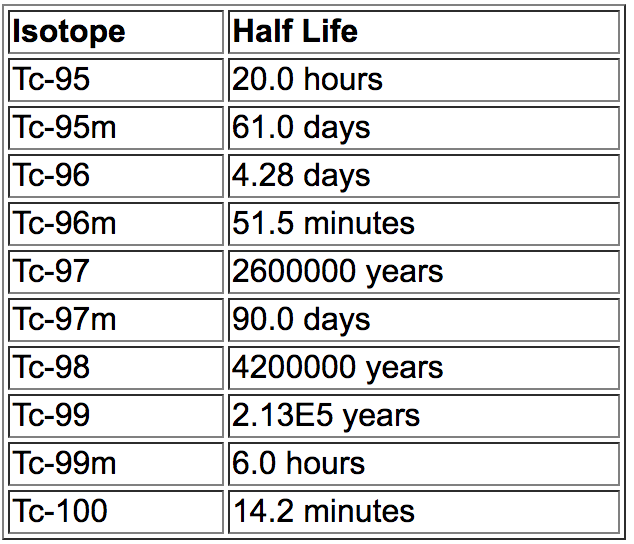 Isotope Half Life
Tc-95 20.0 hours
Tc-95m 61.0 days
Tc-96 4.28 days
Tc-96m 51.5 minutes
Tc-97 2600000 years
Tc-97m 90.0 days
Tc-98 4200000 years
Tc-99 2.13E5 years
Tc-99m 6.0 hours
Tc-100 14.2 minutes